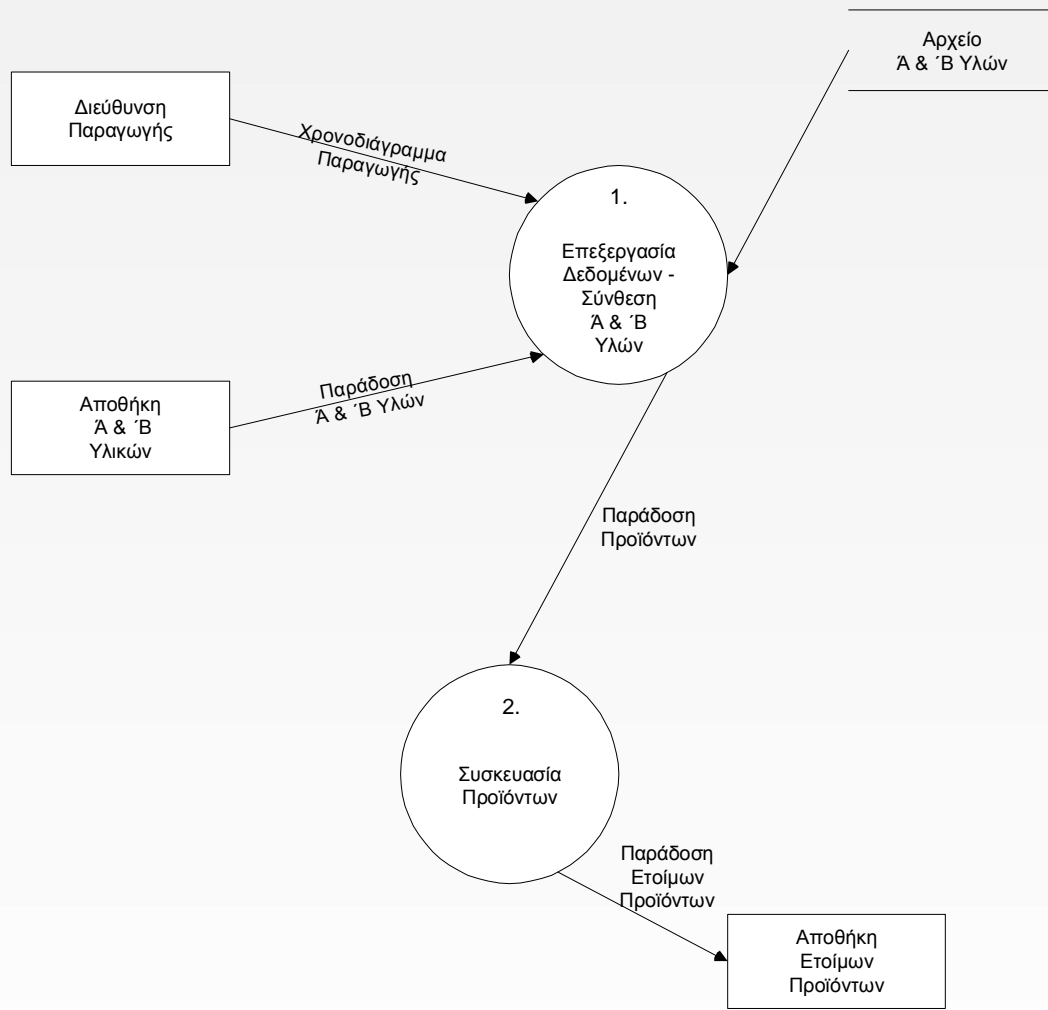 Αρχείο
Ά & ΄Β Υλών
Διεύθυνση
Παραγωγής
Χρονοδιάγραμμα
Παραγωγής
1.
Επεξεργασία
Δεδομένων -
Σύνθεση
Ά & ΄Β
Υλών
Αποθήκη
Ά & ΄Β
Υλικών
Παράδοση
Ά & ΄Β Υλών
Παράδοση
Προϊόντων
2.
Συσκευασία
Προϊόντων
Παράδοση
Ετοίμων
Προϊόντων
Αποθήκη
Ετοίμων
Προϊόντων